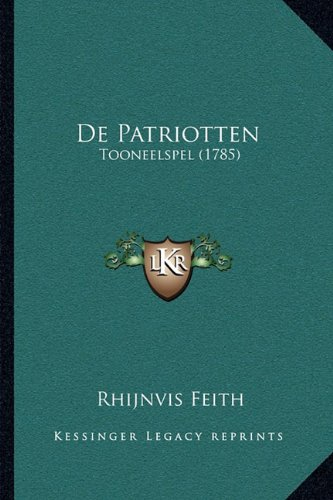 De Patriotten
Tooneelspel (1785)
LKR
Rhijnvis Feith
Kessinger Legacy reprints